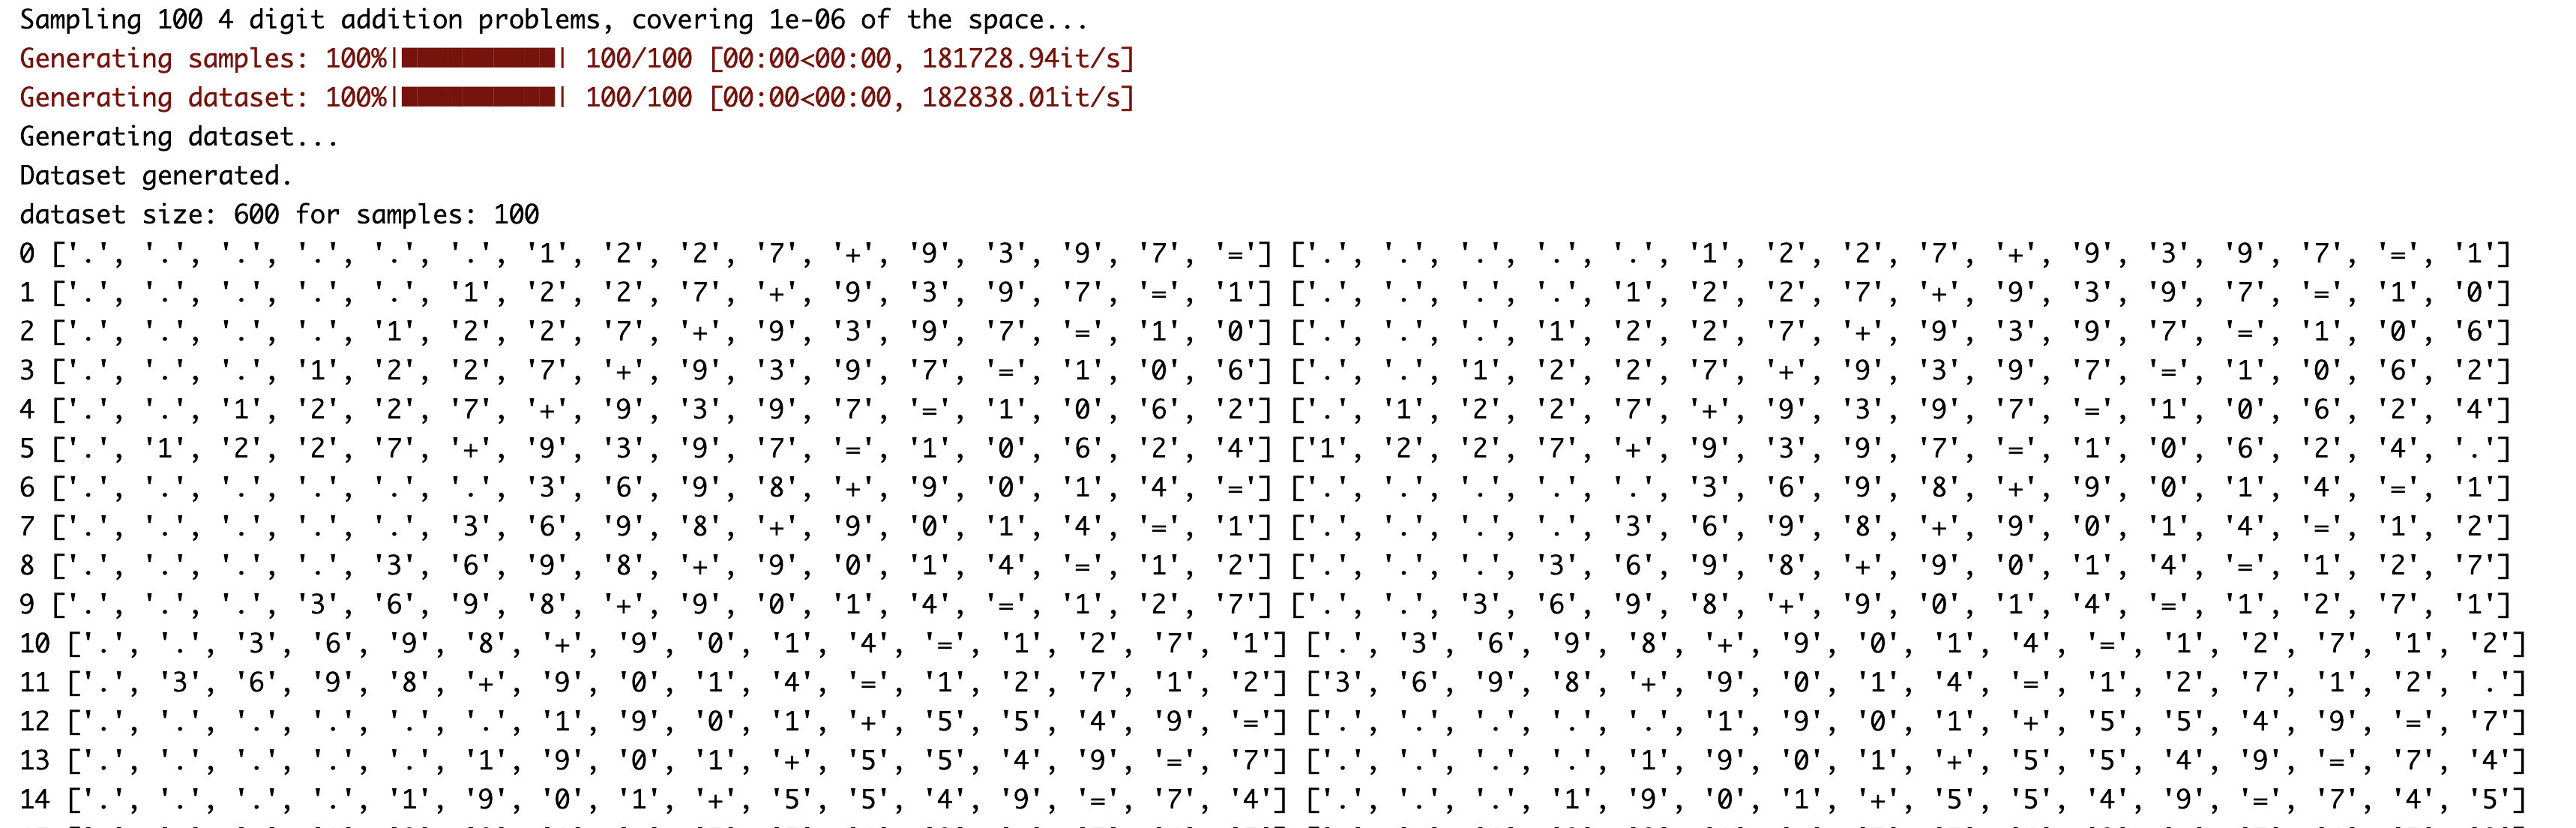 Sampling 100 4 digit addition problems, covering 1e-06 of the space...
Generating samples: 100%|██████████| 100/100 [00:00<00:00, 181728.94it/s]
Generating dataset: 100%|██████████| 100/100 [00:00<00:00, 182838.01it/s]
Generating dataset...
Dataset generated.
dataset size: 600 for samples: 100
0 ['.', '.', '.', '.', '.', '.', '1', '2', '2', '7', '+', '9', '3', '9', '7', '='] ['.', '.', '.', '.', '.', '1', '2', '2', '7', '+', '9', '3', '9', '7', '=', '1']
1 ['.', '.', '.', '.', '.', '1', '2', '2', '7', '+', '9', '3', '9', '7', '=', '1'] ['.', '.', '.', '.', '1', '2', '2', '7', '+', '9', '3', '9', '7', '=', '1', '0']
2 ['.', '.', '.', '.', '1', '2', '2', '7', '+', '9', '3', '9', '7', '=', '1', '0'] ['.', '.', '.', '1', '2', '2', '7', '+', '9', '3', '9', '7', '=', '1', '0', '6']
3 ['.', '.', '.', '1', '2', '2', '7', '+', '9', '3', '9', '7', '=', '1', '0', '6'] ['.', '.', '1', '2', '2', '7', '+', '9', '3', '9', '7', '=', '1', '0', '6', '2']
4 ['.', '.', '1', '2', '2', '7', '+', '9', '3', '9', '7', '=', '1', '0', '6', '2'] ['.', '1', '2', '2', '7', '+', '9', '3', '9', '7', '=', '1', '0', '6', '2', '4']
5 ['.', '1', '2', '2', '7', '+', '9', '3', '9', '7', '=', '1', '0', '6', '2', '4'] ['1', '2', '2', '7', '+', '9', '3', '9', '7', '=', '1', '0', '6', '2', '4', '.']
6 ['.', '.', '.', '.', '.', '.', '3', '6', '9', '8', '+', '9', '0', '1', '4', '='] ['.', '.', '.', '.', '.', '3', '6', '9', '8', '+', '9', '0', '1', '4', '=', '1']
7 ['.', '.', '.', '.', '.', '3', '6', '9', '8', '+', '9', '0', '1', '4', '=', '1'] ['.', '.', '.', '.', '3', '6', '9', '8', '+', '9', '0', '1', '4', '=', '1', '2']
8 ['.', '.', '.', '.', '3', '6', '9', '8', '+', '9', '0', '1', '4', '=', '1', '2'] ['.', '.', '.', '3', '6', '9', '8', '+', '9', '0', '1', '4', '=', '1', '2', '7']
9 ['.', '.', '.', '3', '6', '9', '8', '+', '9', '0', '1', '4', '=', '1', '2', '7'] ['.', '.', '3', '6', '9', '8', '+', '9', '0', '1', '4', '=', '1', '2', '7', '1']
10 ['.', '.', '3', '6', '9', '8', '+', '9', '0', '1', '4', '=', '1', '2', '7', '1'] ['.', '3', '6', '9', '8', '+', '9', '0', '1', '4', '=', '1', '2', '7', '1', '2']
11 ['.', '3', '6', '9', '8', '+', '9', '0', '1', '4', '=', '1', '2', '7', '1', '2'] ['3', '6', '9', '8', '+', '9', '0', '1', '4', '=', '1', '2', '7', '1', '2', '.']
12 ['.', '.', '.', '.', '.', '.', '1', '9', '0', '1', '+', '5', '5', '4', '9', '='] ['.', '.', '.', '.', '.', '1', '9', '0', '1', '+', '5', '5', '4', '9', '=', '7']
13 ['.', '.', '.', '.', '.', '1', '9', '0', '1', '+', '5', '5', '4', '9', '=', '7'] ['.', '.', '.', '.', '1', '9', '0', '1', '+', '5', '5', '4', '9', '=', '7', '4']
14 ['.', '.', '.', '.', '1', '9', '0', '1', '+', '5', '5', '4', '9', '=', '7', '4'] ['.', '.', '.', '1', '9', '0', '1', '+', '5', '5', '4', '9', '=', '7', '4', '5']